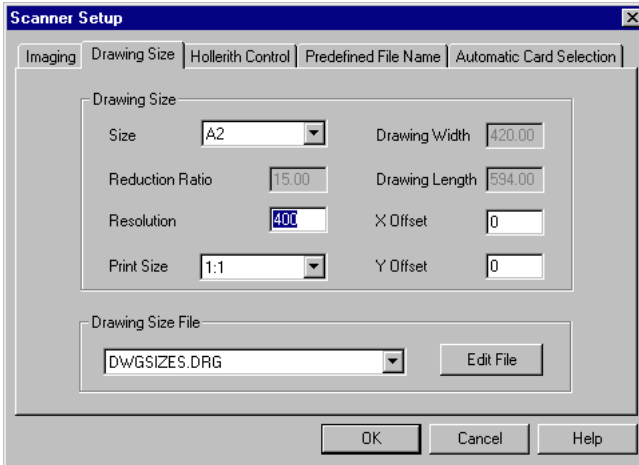 Scanner Setup
Imaging Drawing Size Hollerith Control Predefined File Name Automatic Card Selection
Drawing Size
Size A2 Drawing Width 420.00
Reduction Ratio 15.00 Drawing Length 594.00
Resolution 400 X Offset 0
Print Size 1:1 Y Offset 0
Drawing Size File
DWGSIZES.DRG Edit File
OK Cancel Help